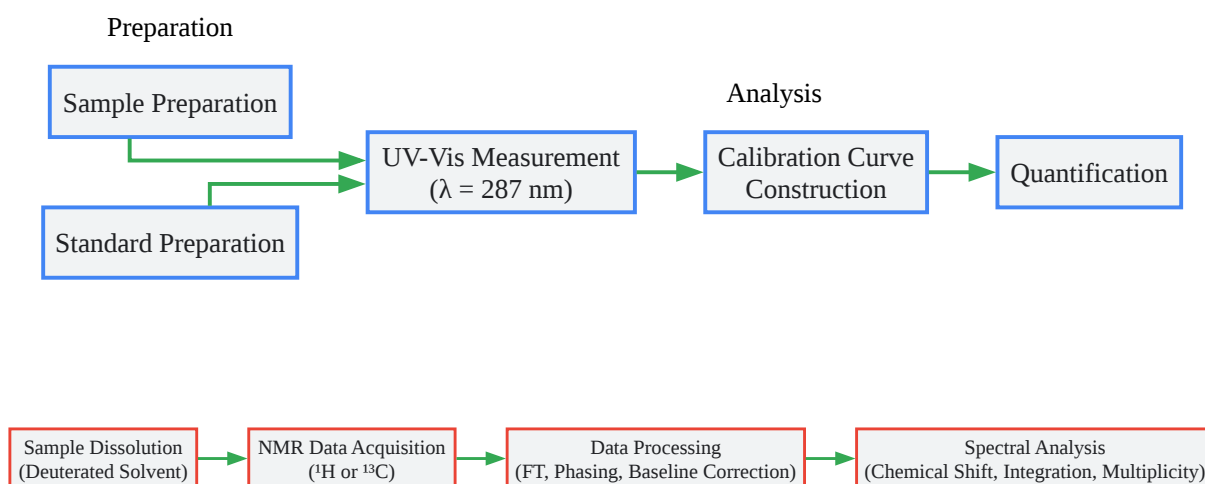 Preparation
Sample Preparation
Analysis
UV-Vis Measurement
(λ = 287 nm)
Calibration Curve
Construction
Quantification
Standard Preparation
Sample Dissolution
(Deuterated Solvent)
NMR Data Acquisition
(¹H or ¹³C)
Data Processing
(FT, Phasing, Baseline Correction)
Spectral Analysis
(Chemical Shift, Integration, Multiplicity)